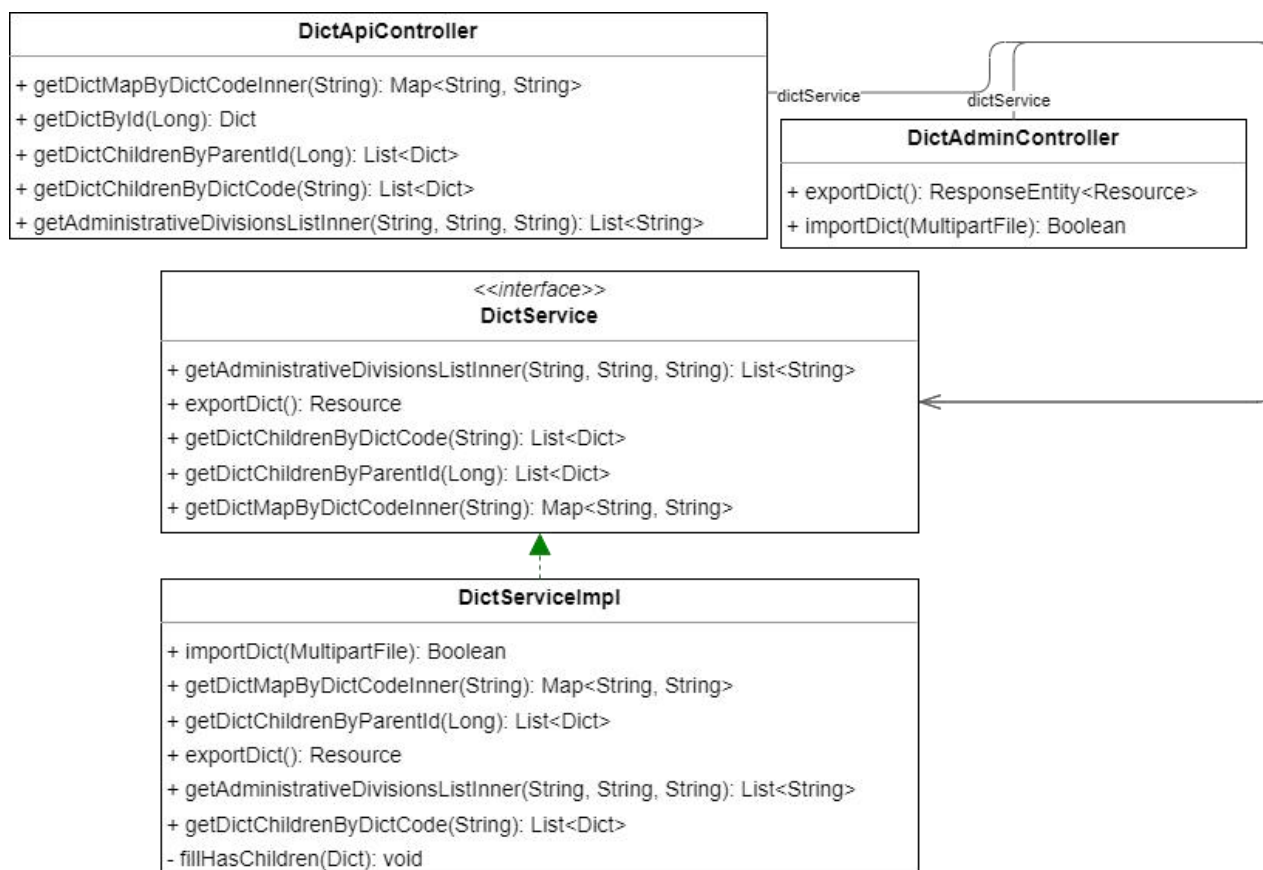 DictApiController
+ getDictMapByDictCodeInner(String): Map<String, String>
+ getDictById(Long): Dict
+ getDictChildrenByParentId(Long): List<Dict>
+ getDictChildrenByDictCode(String): List<Dict>
+ getAdministrativeDivisionsListInner(String, String, String): List<String>
dictService
dictService
DictAdminController
+ exportDict(): ResponseEntity<Resource>
+ importDict(MultipartFile): Boolean
<<interface>>
DictService
+ getAdministrativeDivisionsListInner(String, String, String): List<String>
+ exportDict(): Resource
+ getDictChildrenByDictCode(String): List<Dict>
+ getDictChildrenByParentId(Long): List<Dict>
+ getDictMapByDictCodeInner(String): Map<String, String>
DictServiceImpl
+ importDict(MultipartFile): Boolean
+ getDictMapByDictCodeInner(String): Map<String, String>
+ getDictChildrenByParentId(Long): List<Dict>
+ exportDict(): Resource
+ getAdministrativeDivisionsListInner(String, String, String): List<String>
+ getDictChildrenByDictCode(String): List<Dict>
- fillHasChildren(Dict): void